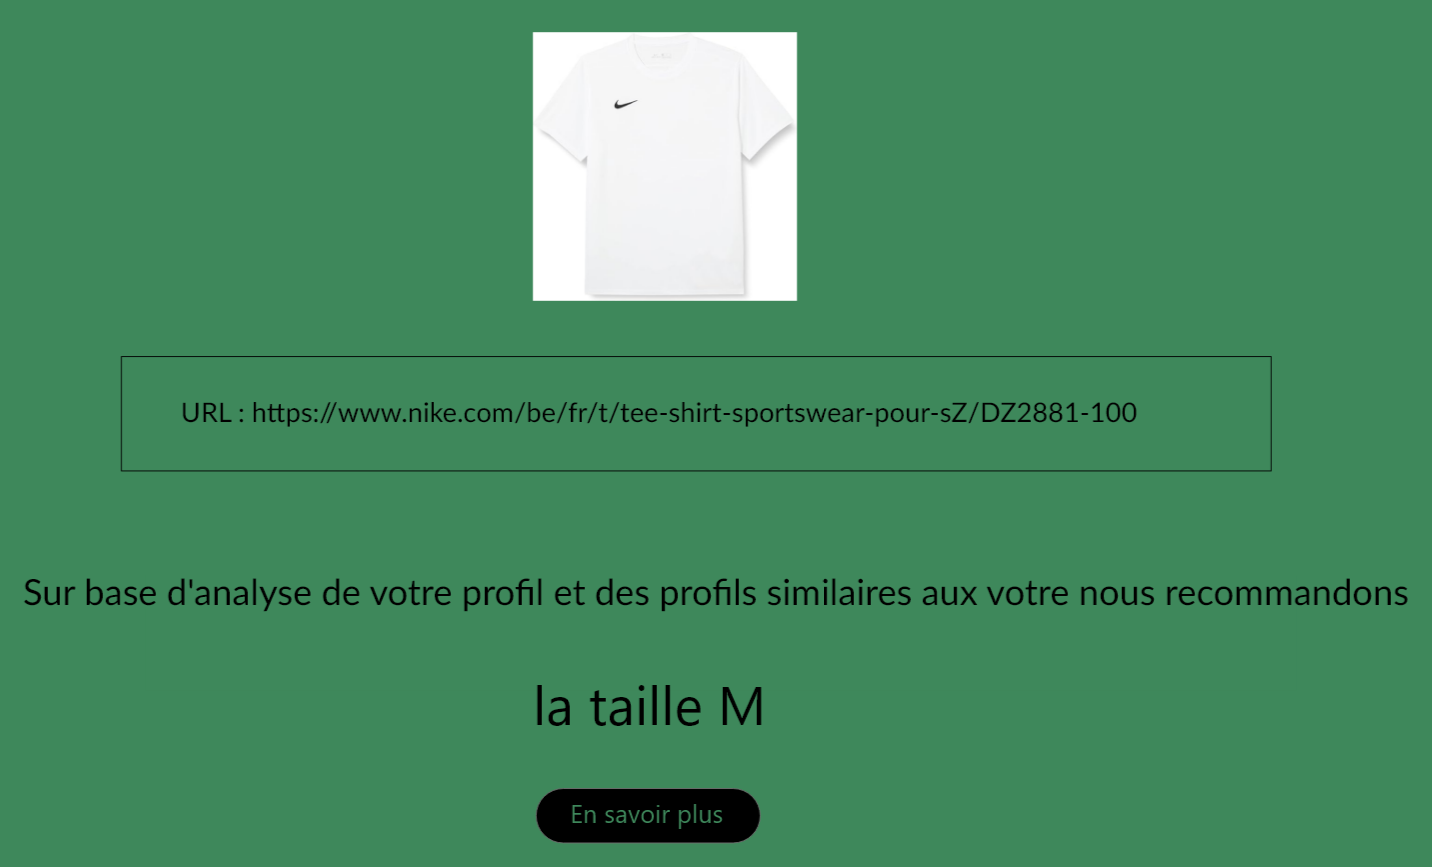 URL : https://www.nike.com/be/fr/t/tee-shirt-sportswear-pour-sZ/DZ2881-100
Sur base d'analyse de votre profil et des profils similaires aux votre nous recommandons
la taille M
En savoir plus